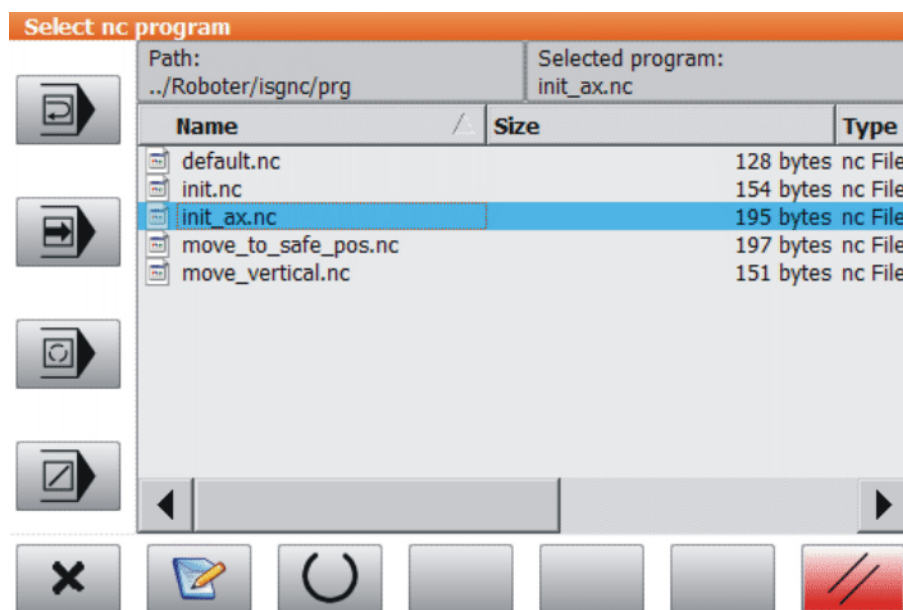 Select nc program
Path:
../Roboter/isgnc/prg
Selected program:
init_ax.nc
Name Size Type
default.nc 128 bytes nc File
init.nc 154 bytes nc File
init_ax.nc 195 bytes nc File
move_to_safe_pos.nc 197 bytes nc File
move_vertical.nc 151 bytes nc File